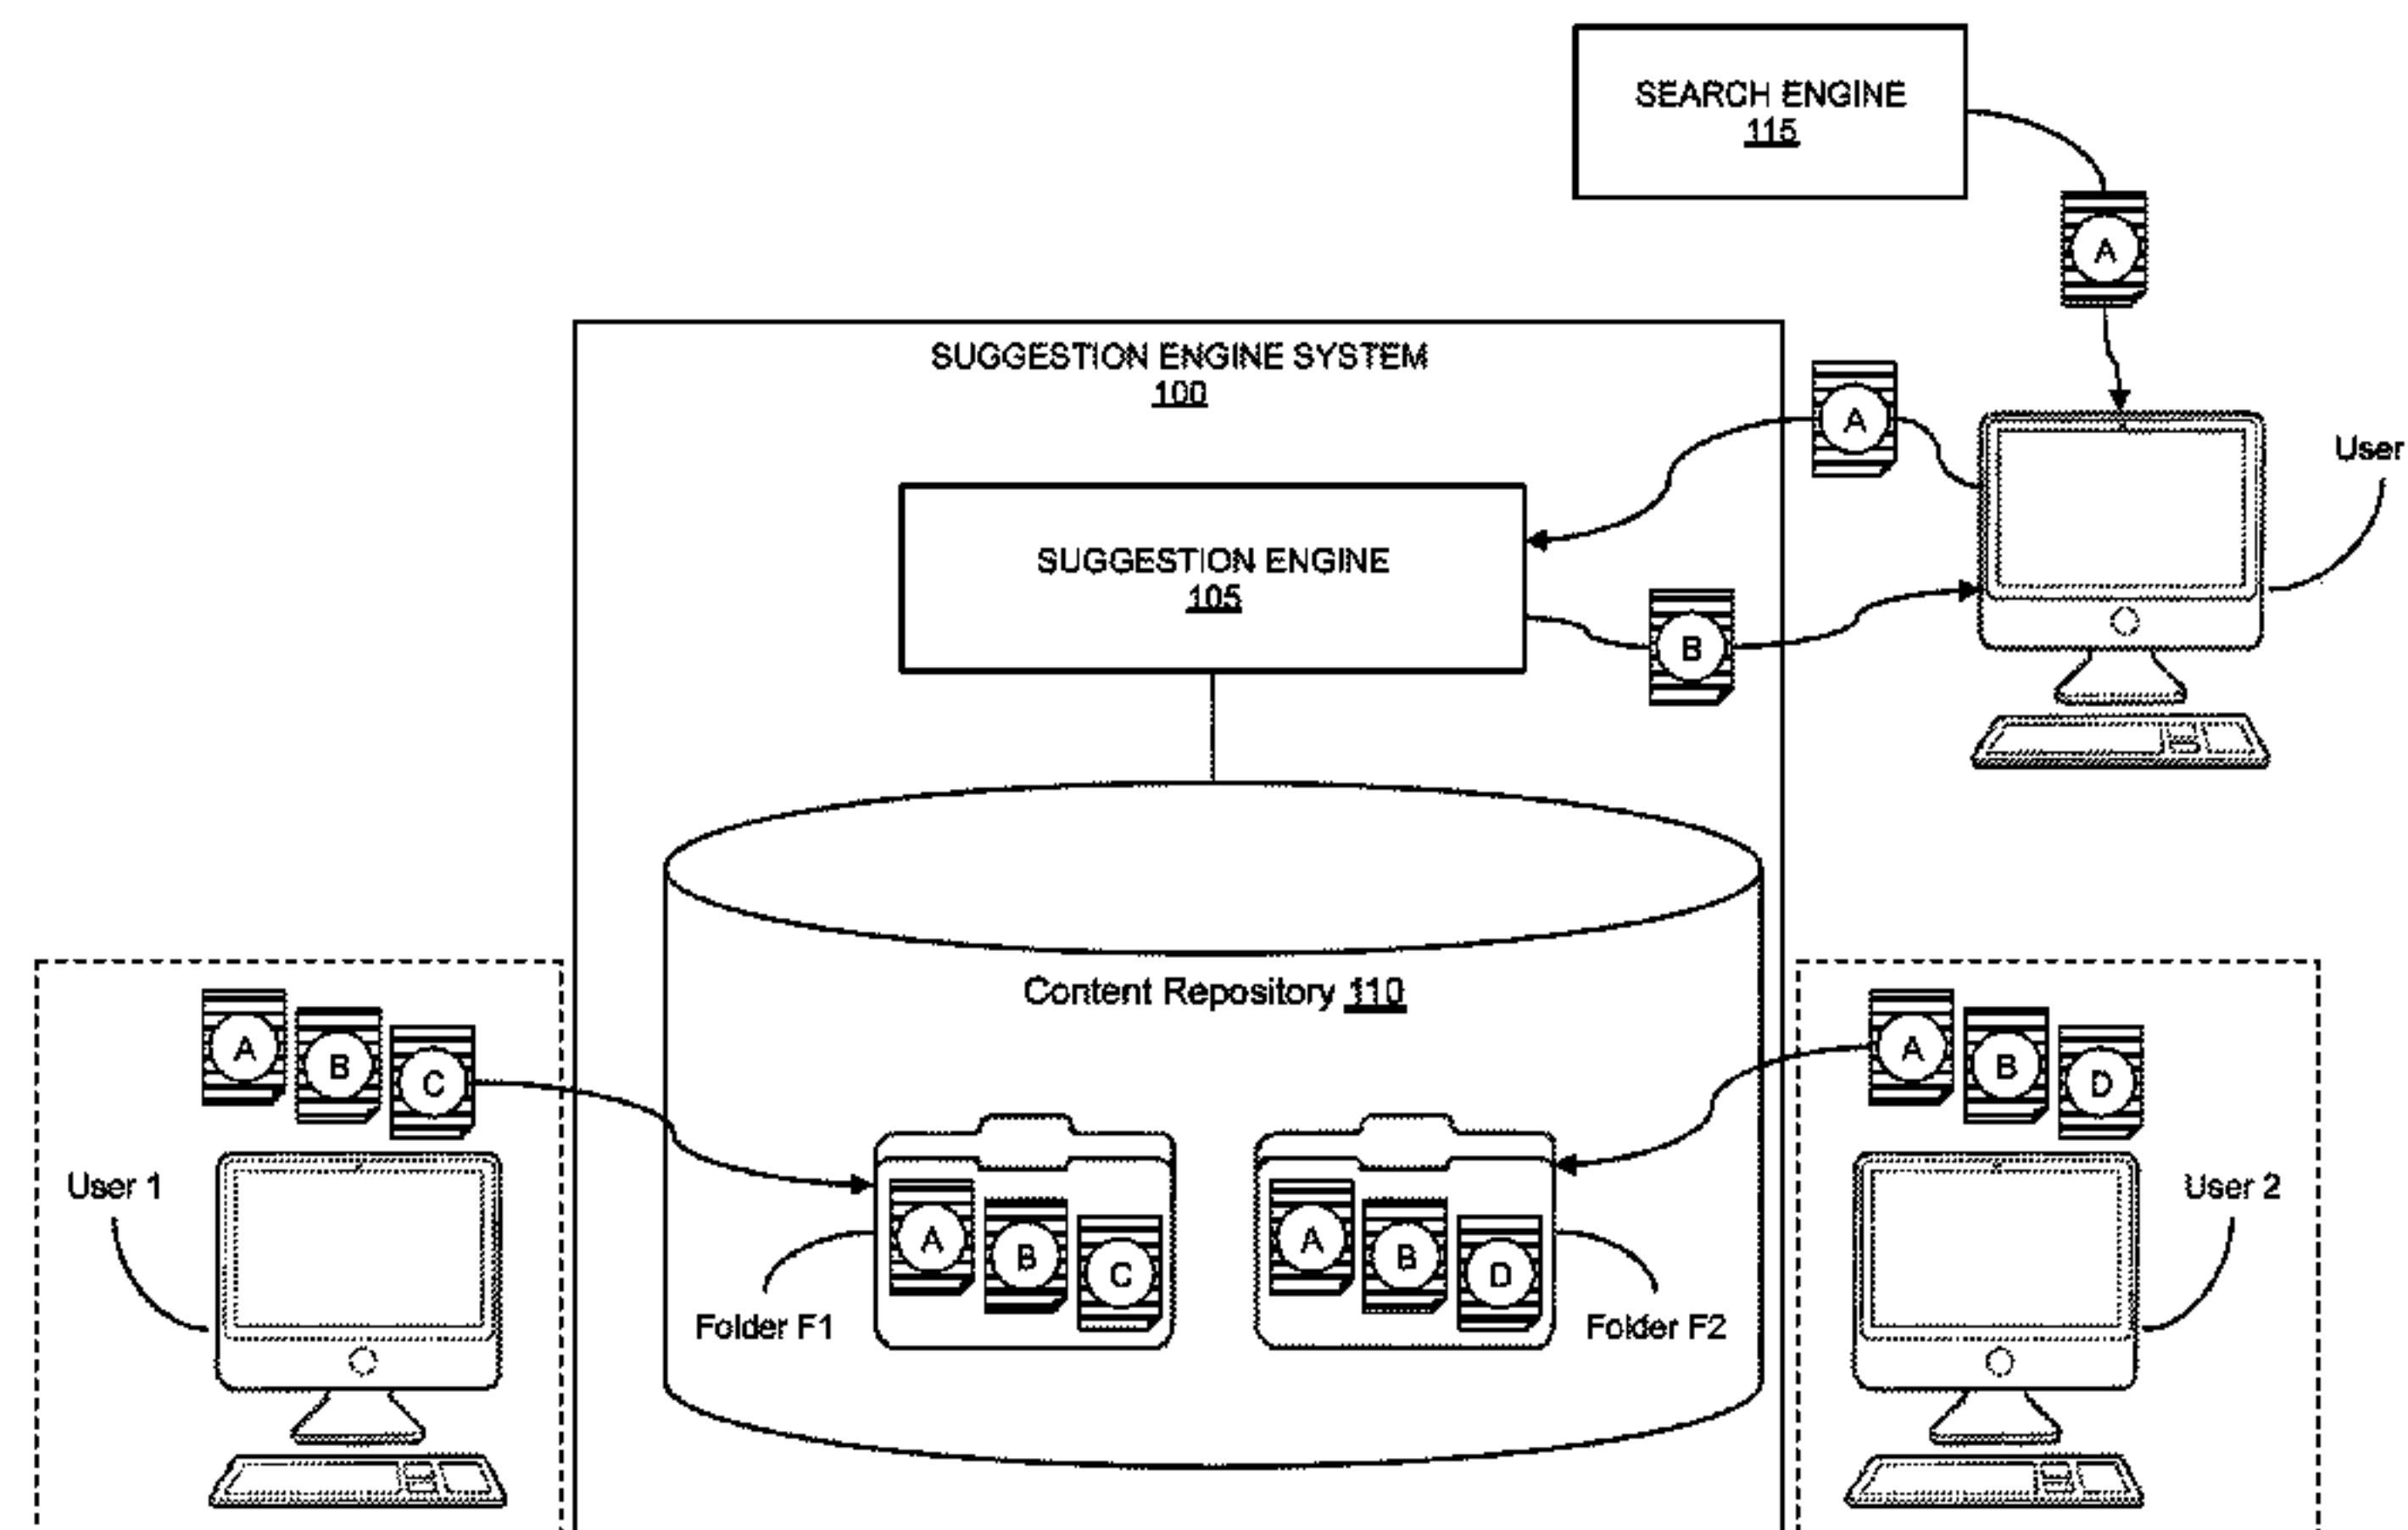 SEARCH ENGINE
115
A
SUGGESTION ENGINE SYSTEM
100
A
User
SUGGESTION ENGINE
105
B
Content Repository 110
A
B
C
A
B
D
User 1
User 2
A
B
C
A
B
D
Folder F1
Folder F2